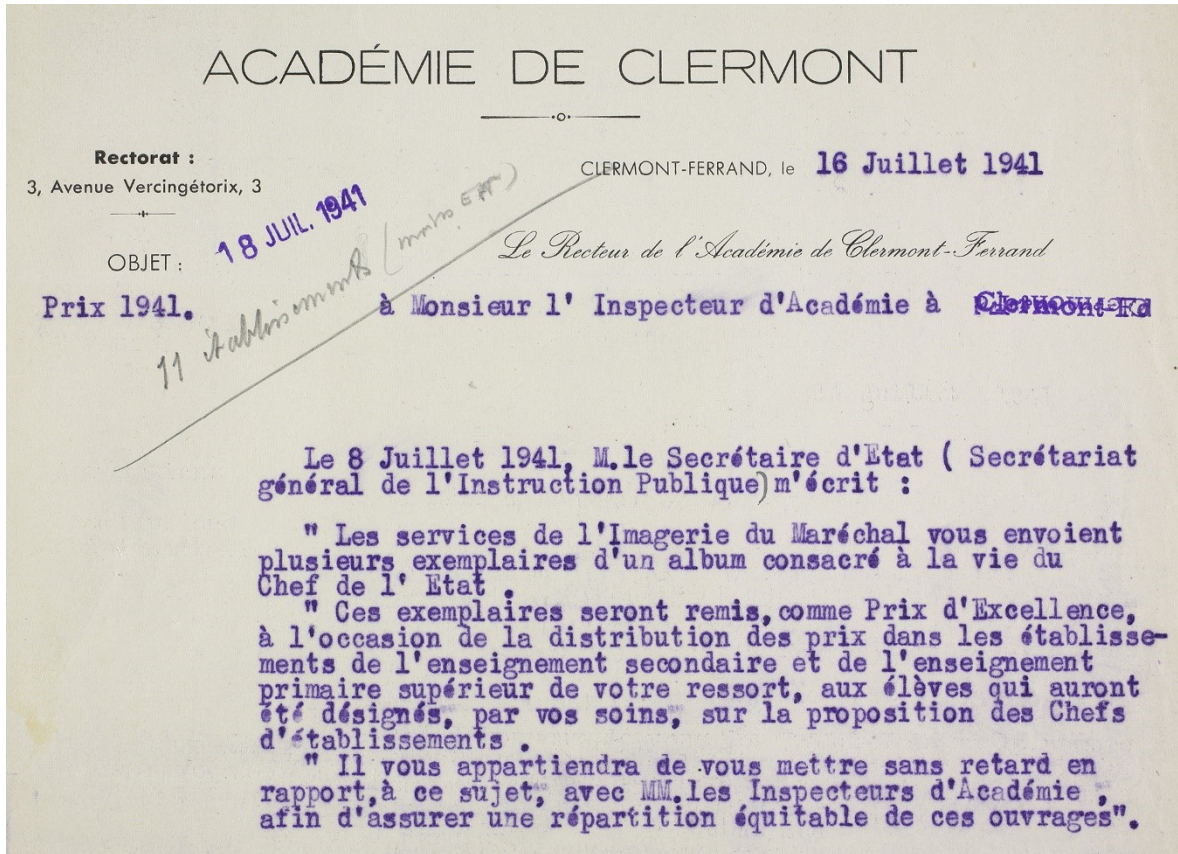 ACADÉMIE DE CLERMONT
Rectorat :
3, Avenue Vercingétorix, 3
CLERMONT-FERRAND, le 16 Juillet 1941
18 JUIL. 1941
OBJET :
Le Recteur de l'Académie de Clermont-Ferrand
Prix 1941.
à Monsieur l' Inspecteur d'Académie à
11 établissements
Le 8 Juillet 1941, M.le Secrétaire d'Etat ( Secrétariat
général de l'Instruction Publique) m'écrit :
" Les services de l'Imagerie du Maréchal vous envoient
plusieurs exemplaires d'un album consacré à la vie du
Chef de l' Etat .
" Ces exemplaires seront remis, comme Prix d'Excellence,
à l'occasion de la distribution des prix dans les établisse-
ments de l'enseignement secondaire et de l'enseignement
primaire supérieur de votre ressort, aux élèves qui auront
été désignés, par vos soins, sur la proposition des Chefs
d'établissements .
" Il vous appartiendra de vous mettre sans retard en
rapport, à ce sujet, avec MM.les Inspecteurs d'Académie ,
afin d'assurer une répartition équitable de ces ouvrages".